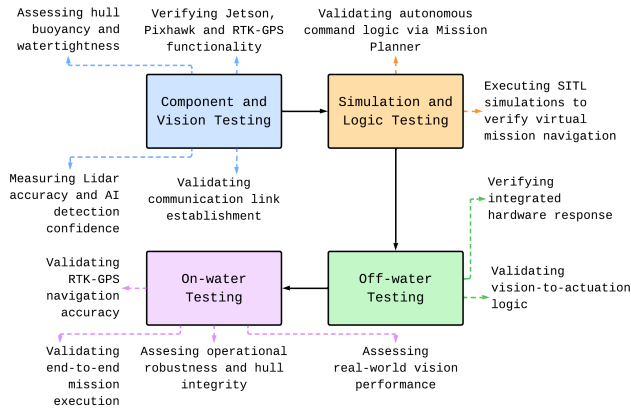 Assessing hull
buoyancy and
watertightness
Verifying Jetson,
Pixhawk and RTK-GPS
functionality
Validating autonomous
command logic via Mission
Planner
Component and
Vision Testing
Simulation and
Logic Testing
Executing SITL
simulations to
verify virtual
mission navigation
Measuring Lidar
accuracy and AI
detection
confidence
Validating
communication link
establishment
Verifying
integrated
hardware response
Validating
RTK-GPS
navigation
accuracy
On-water
Testing
Off-water
Testing
Validating
vision-to-actuation
logic
Validating
end-to-end
mission
execution
Assesing operational
robustness and hull
integrity
Assessing
real-world vision
performance